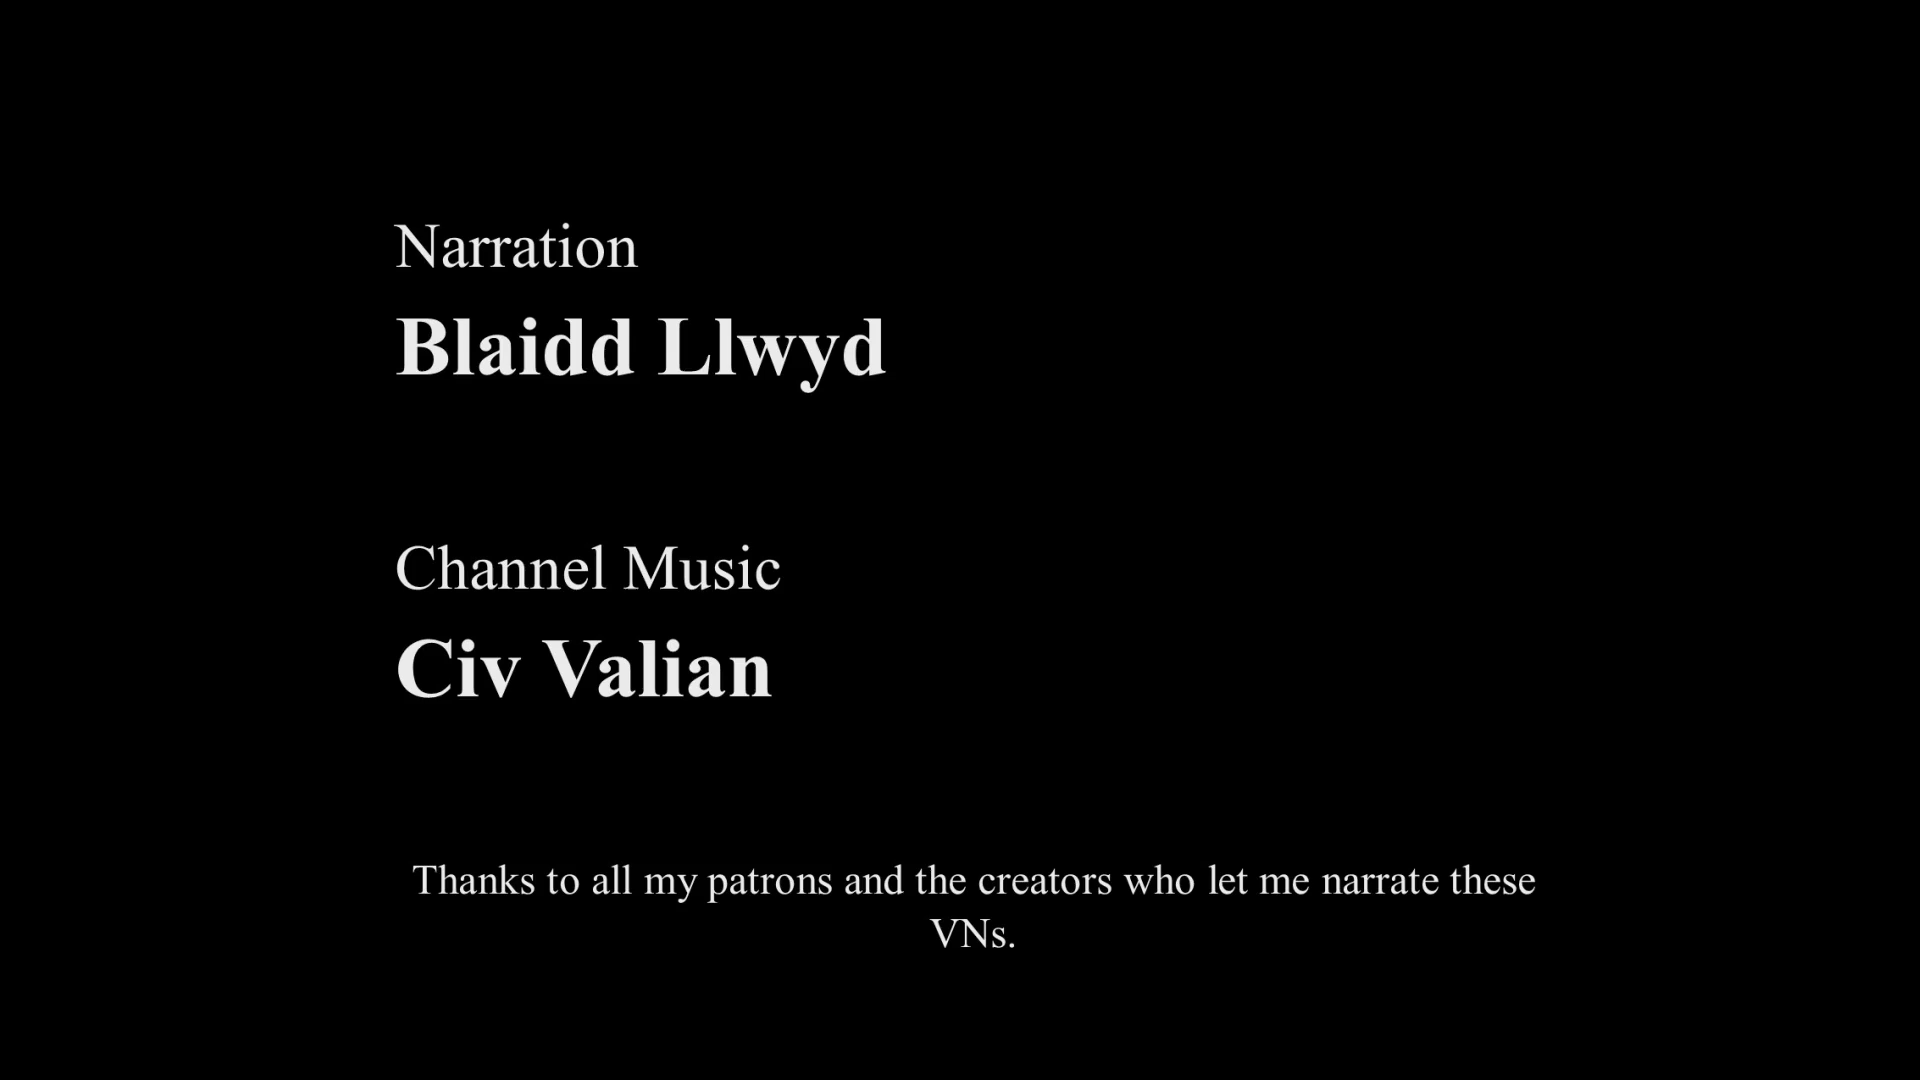 Narration
Blaidd Llwyd
Channel Music
Civ Valian
Thanks to all my patrons and the creators who let me narrate these
VNs.